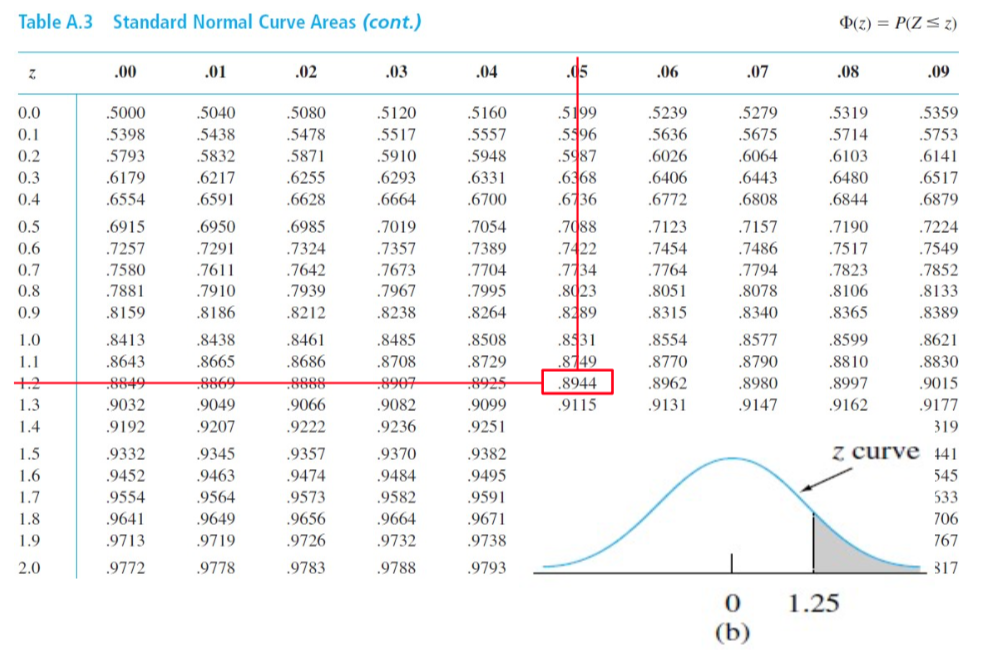 Table A.3 Standard Normal Curve Areas (cont.) Φ(z) = P(Z ≤ z)
z .00 .01 .02 .03 .04 .05 .06 .07 .08 .09
0.0 .5000 .5040 .5080 .5120 .5160 .5199 .5239 .5279 .5319 .5359
0.1 .5398 .5438 .5478 .5517 .5557 .5596 .5636 .5675 .5714 .5753
0.2 .5793 .5832 .5871 .5910 .5948 .5987 .6026 .6064 .6103 .6141
0.3 .6179 .6217 .6255 .6293 .6331 .6368 .6406 .6443 .6480 .6517
0.4 .6554 .6591 .6628 .6664 .6700 .6736 .6772 .6808 .6844 .6879
0.5 .6915 .6950 .6985 .7019 .7054 .7088 .7123 .7157 .7190 .7224
0.6 .7257 .7291 .7324 .7357 .7389 .7422 .7454 .7486 .7517 .7549
0.7 .7580 .7611 .7642 .7673 .7704 .7734 .7764 .7794 .7823 .7852
0.8 .7881 .7910 .7939 .7967 .7995 .8023 .8051 .8078 .8106 .8133
0.9 .8159 .8186 .8212 .8238 .8264 .8289 .8315 .8340 .8365 .8389
1.0 .8413 .8438 .8461 .8485 .8508 .8531 .8554 .8577 .8599 .8621
1.1 .8643 .8665 .8686 .8708 .8729 .8749 .8770 .8790 .8810 .8830
1.2 .8849 .8869 .8888 .8907 .8925 .8944 .8962 .8980 .8997 .9015
1.3 .9032 .9049 .9066 .9082 .9099 .9115 .9131 .9147 .9162 .9177
1.4 .9192 .9207 .9222 .9236 .9251 319
1.5 .9332 .9345 .9357 .9370 .9382 z curve 441
1.6 .9452 .9463 .9474 .9484 .9495 545
1.7 .9554 .9564 .9573 .9582 .9591 533
1.8 .9641 .9649 .9656 .9664 .9671 706
1.9 .9713 .9719 .9726 .9732 .9738 767
2.0 .9772 .9778 .9783 .9788 .9793 317
0 1.25
(b)